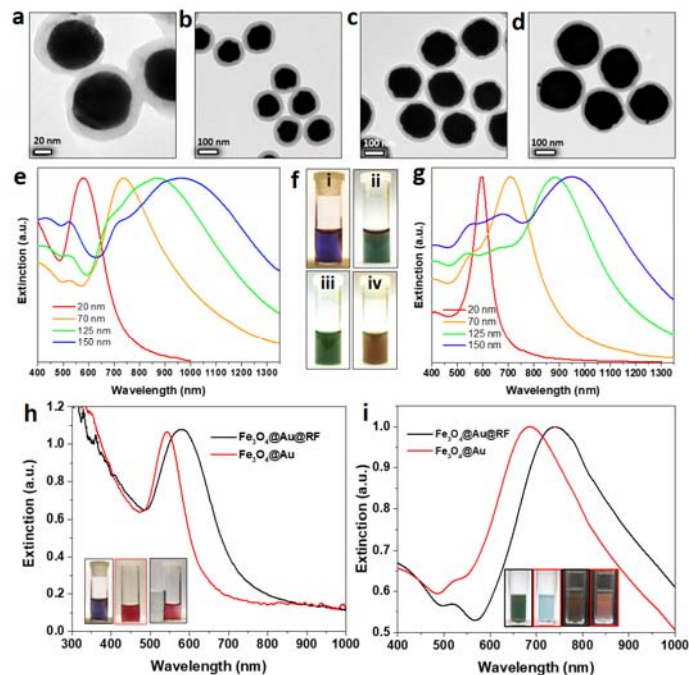 a
b
c
d
20 nm
100 nm
100 nm
100 nm
e
f
g
i
ii
iii
iv
Extinction (a.u.)
20 nm
70 nm
125 nm
150 nm
400 500 600 700 800 900 1000 1100 1200 1300
Wavelength (nm)
Extinction (a.u.)
20 nm
70 nm
125 nm
150 nm
400 500 600 700 800 900 1000 1100 1200 1300
Wavelength (nm)
h
Extinction (a.u.)
1.2
1.0
0.8
0.6
0.4
0.2
0.0
Fe₃O₄@Au@RF
Fe₃O₄@Au
300 400 500 600 700 800 900 1000
Wavelength (nm)
i
Extinction (a.u.)
1.0
0.9
0.8
0.7
0.6
0.5
Fe₃O₄@Au@RF
Fe₃O₄@Au
400 500 600 700 800 900 1000
Wavelength (nm)